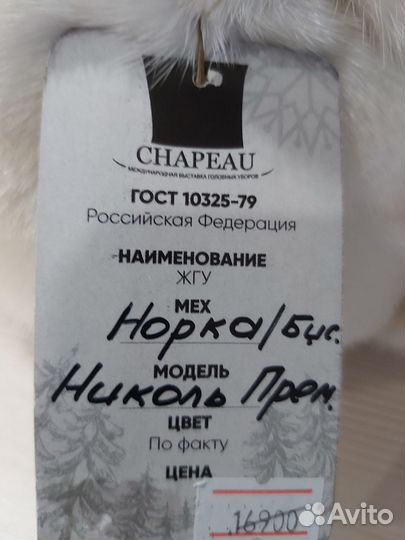 CHAPEAU
МЕЖДУНАРОДНАЯ ВЫСТАВКА ГОЛОВНЫХ УБОРОВ
ГОСТ 10325-79
Российская Федерация
НАИМЕНОВАНИЕ
ЖГУ
МЕХ
Норка/Бис.
МОДЕЛЬ
Николь Прем.
ЦВЕТ
По факту
ЦЕНА
16900
Avito